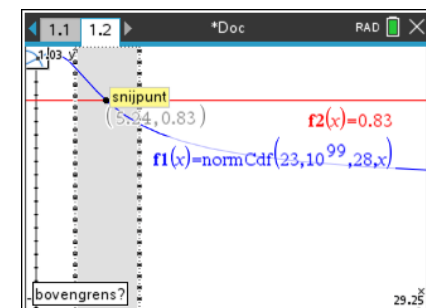 1.1 1.2 *Doc RAD
1.03 y
snijpunt
(5.24,0.83)
f2(x)=0.83
f1(x)=normCdf(23,10^99,28,x)
bovengrens?
x
29.25